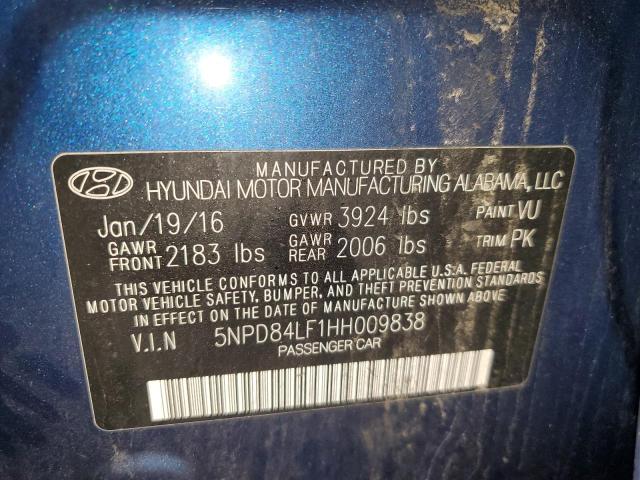 MANUFACTURED BY
HYUNDAI MOTOR MANUFACTURING ALABAMA, LLC
Jan/19/16 GVWR 3924 lbs PAINT VU
GAWR FRONT 2183 lbs GAWR REAR 2006 lbs TRIM PK
THIS VEHICLE CONFORMS TO ALL APPLICABLE U.S.A. FEDERAL
MOTOR VEHICLE SAFETY, BUMPER, AND THEFT PREVENTION STANDARDS
IN EFFECT ON THE DATE OF MANUFACTURE SHOWN ABOVE.
V.I.N 5NPD84LF1HH009838
PASSENGER CAR